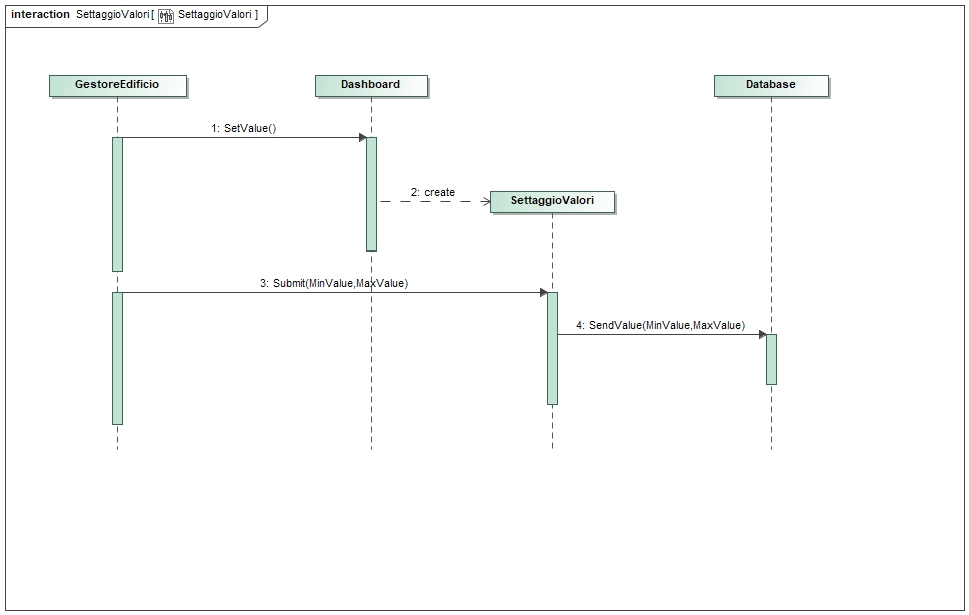 interaction SettaggioValori[ SettaggioValori ]
GestoreEdificio
Dashboard
Database
1: SetValue()
2: create
SettaggioValori
3: Submit(MinValue,MaxValue)
4: SendValue(MinValue,MaxValue)